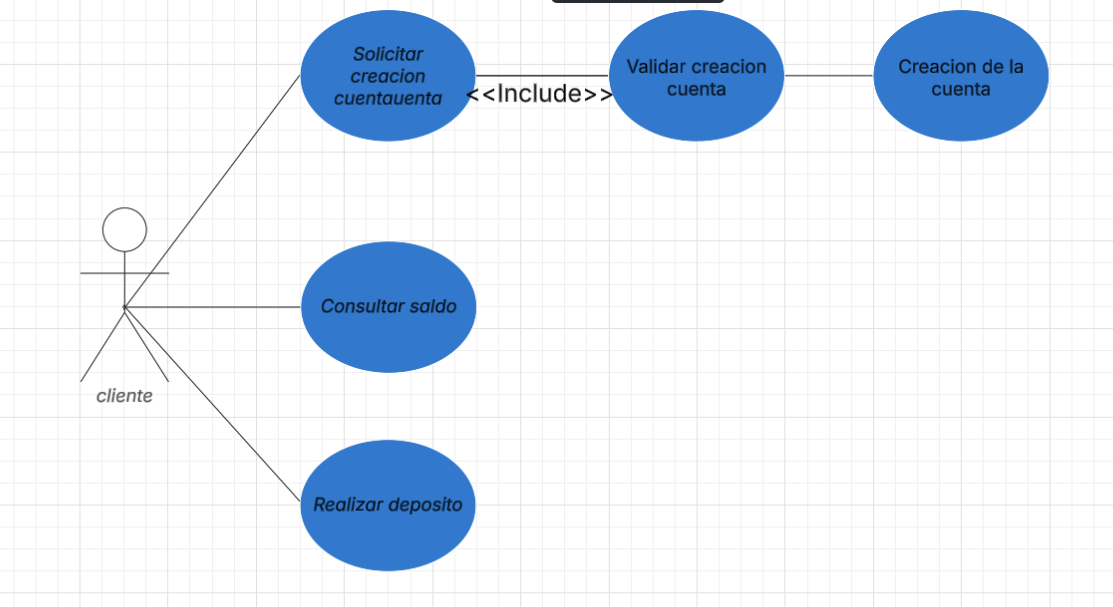 Solicitar
creacion
cuentauenta
<<Include>>
Validar creacion
cuenta
Creacion de la
cuenta
Consultar saldo
cliente
Realizar deposito